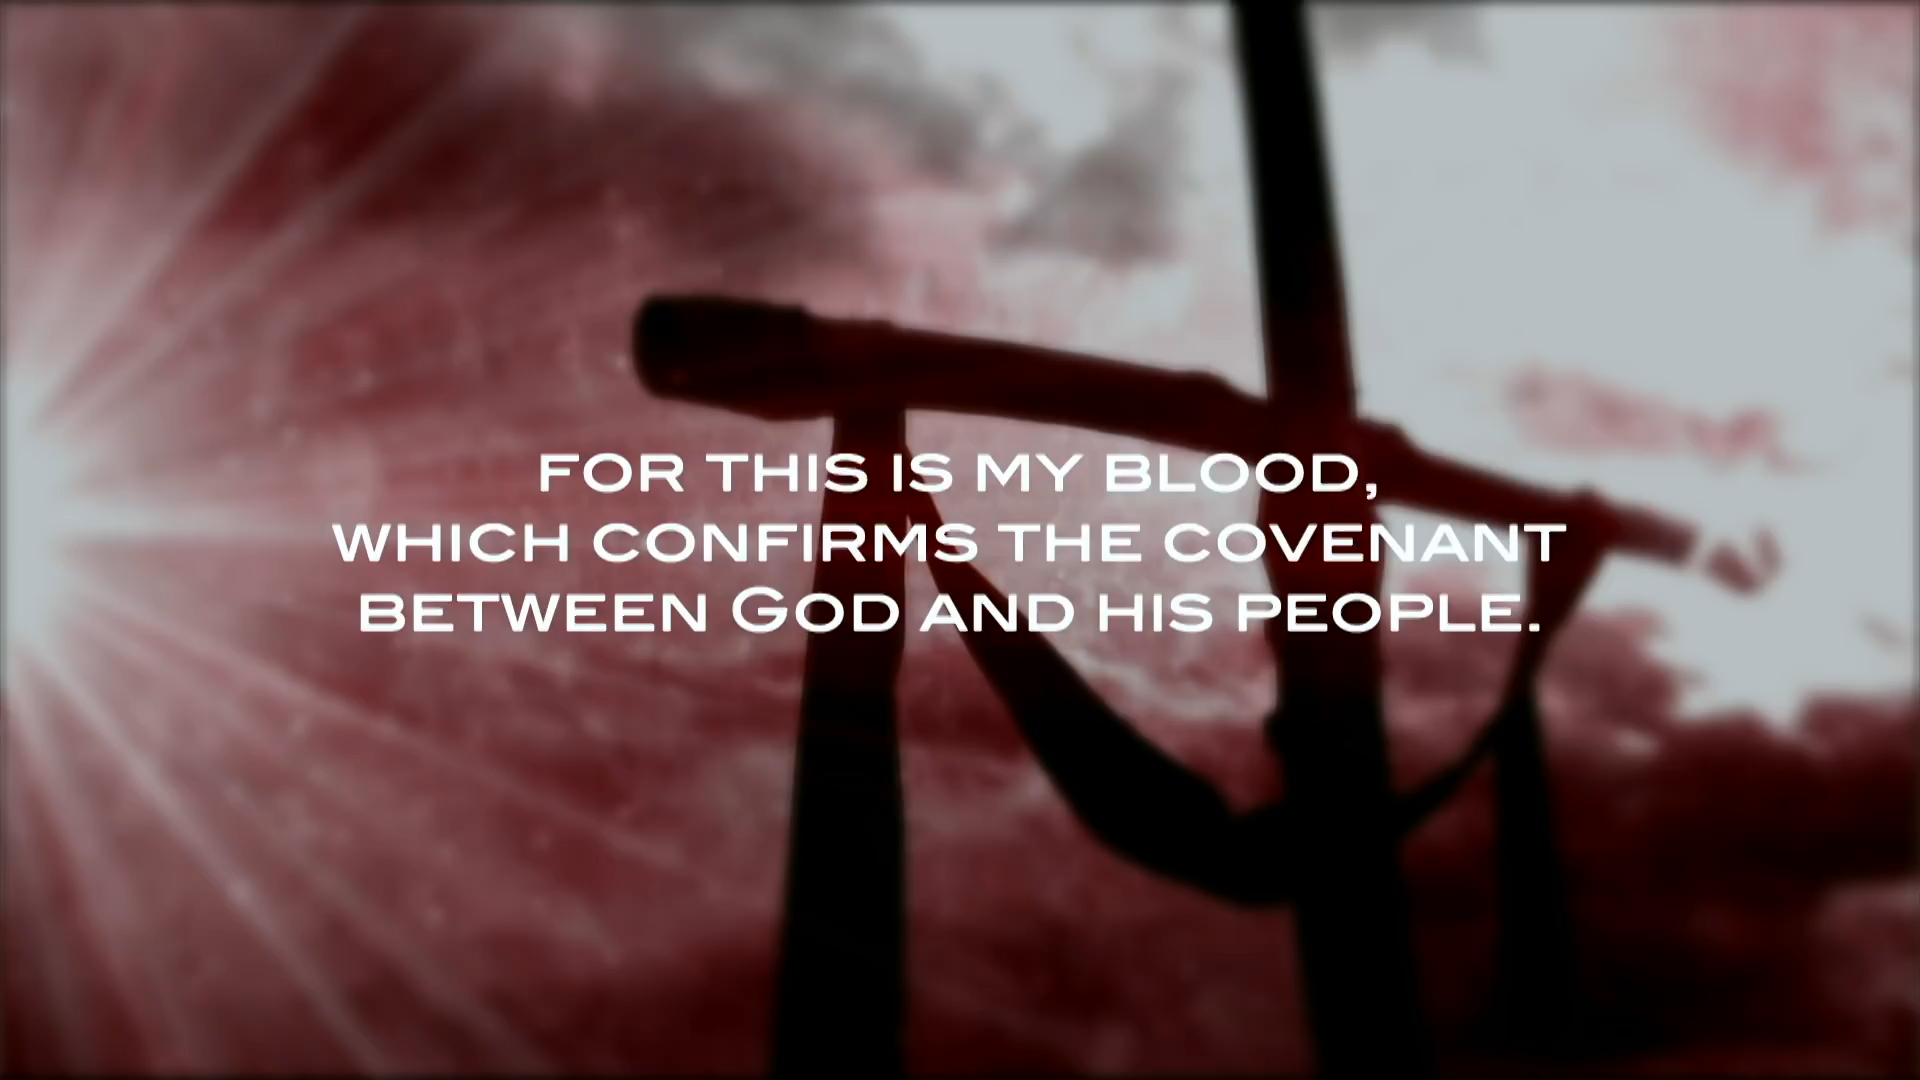 FOR THIS IS MY BLOOD,
WHICH CONFIRMS THE COVENANT
BETWEEN GOD AND HIS PEOPLE.